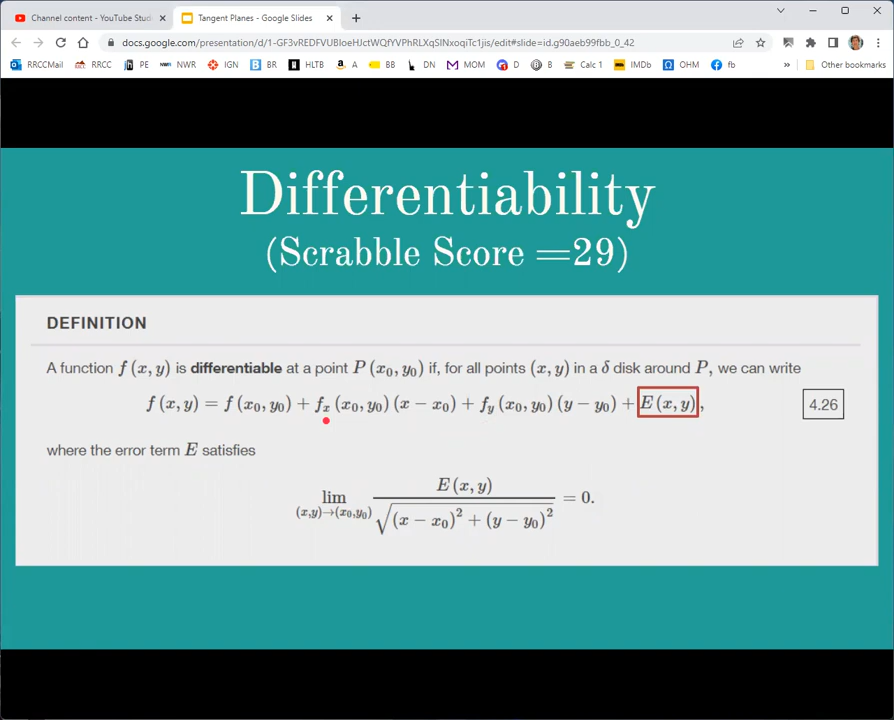 Channel content - YouTube Stud
Tangent Planes - Google Slides
docs.google.com/presentation/d/1-GF3vREDFVUBIoeHJctWQfYVPhRLXqSINxoqiTc1jis/edit#slide=id.g90aeb99fbb_0_42
RRCCMail RRCC PE NWR IGN BR HLTB A BB DN MOM D B Calc 1 IMDb OHM fb » Other bookmarks
Differentiability
(Scrabble Score =29)
DEFINITION
A function f (x, y) is differentiable at a point P (x₀, y₀) if, for all points (x, y) in a δ disk around P, we can write
f (x, y) = f (x₀, y₀) + fₓ (x₀, y₀) (x − x₀) + f_y (x₀, y₀) (y − y₀) + E (x, y),
4.26
where the error term E satisfies
lim_{(x,y)→(x₀,y₀)} E (x, y) / √((x − x₀)² + (y − y₀)²) = 0.